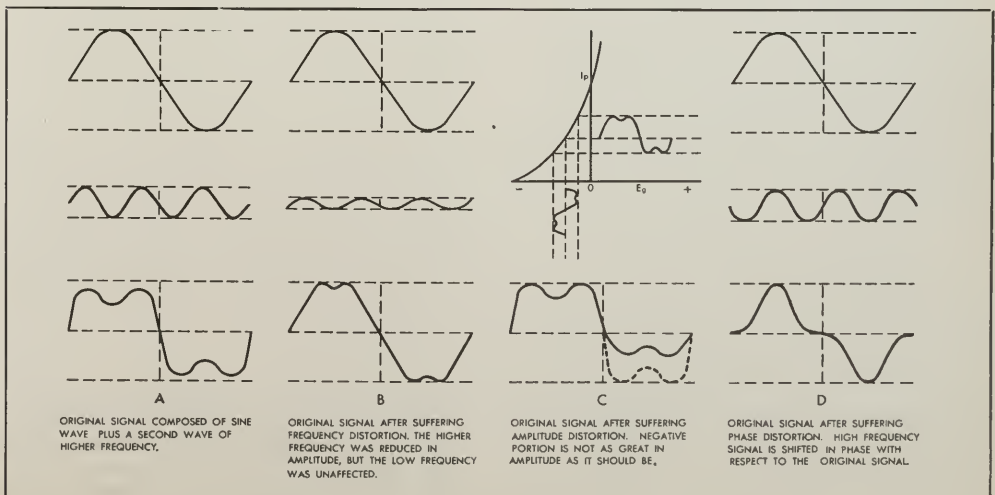 Ip
- 0 Eg +
A B C D
ORIGINAL SIGNAL COMPOSED OF SINE
WAVE PLUS A SECOND WAVE OF
HIGHER FREQUENCY.
ORIGINAL SIGNAL AFTER SUFFERING
FREQUENCY DISTORTION. THE HIGHER
FREQUENCY WAS REDUCED IN
AMPLITUDE, BUT THE LOW FREQUENCY
WAS UNAFFECTED.
ORIGINAL SIGNAL AFTER SUFFERING
AMPLITUDE DISTORTION. NEGATIVE
PORTION IS NOT AS GREAT IN
AMPLITUDE AS IT SHOULD BE.
ORIGINAL SIGNAL AFTER SUFFERING
PHASE DISTORTION. HIGH FREQUENCY
SIGNAL IS SHIFTED IN PHASE WITH
RESPECT TO THE ORIGINAL SIGNAL.